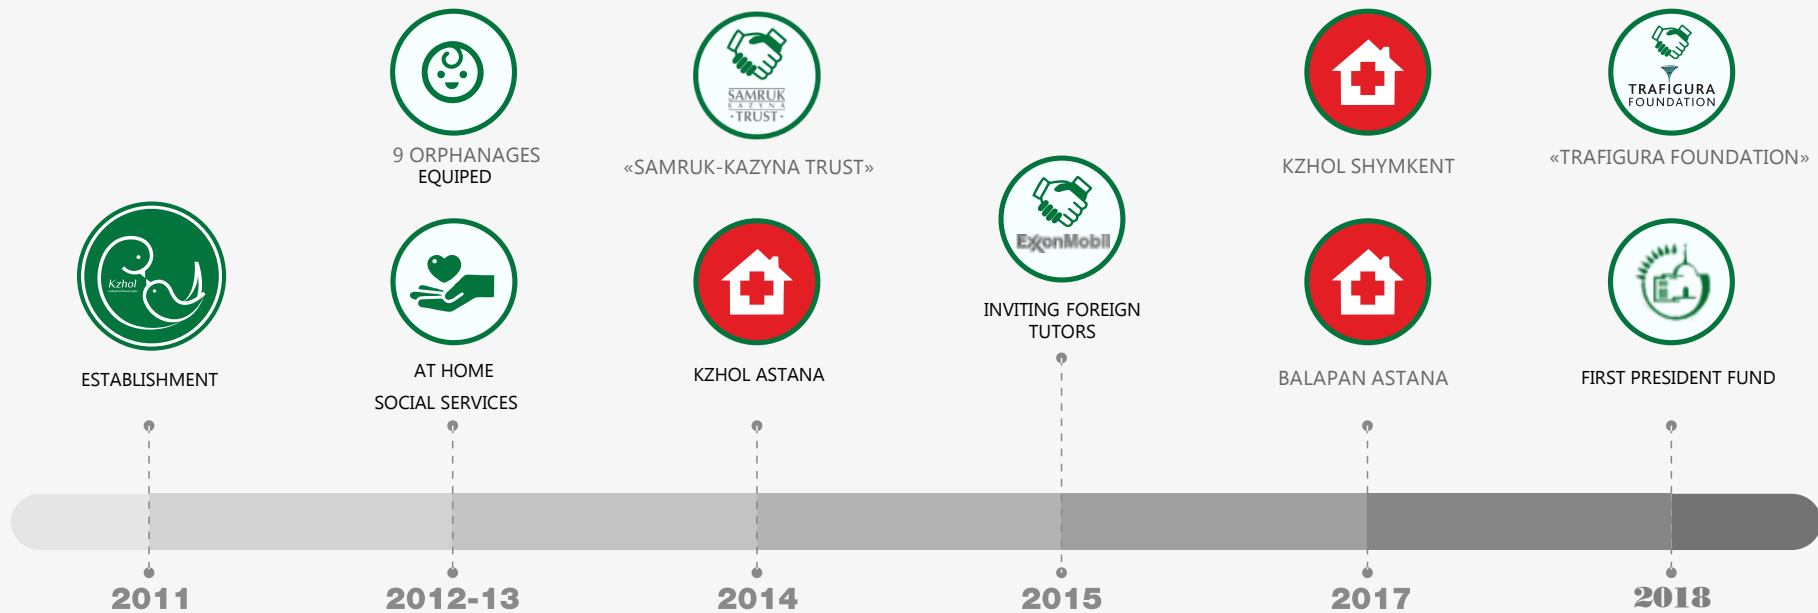 9 ORPHANAGES
EQUIPED
SAMRUK
KAZYNA
·TRUST·
«SAMRUK-KAZYNA TRUST»
KZHOL SHYMKENT
TRAFIGURA
FOUNDATION
«TRAFIGURA FOUNDATION»
Kzhol
ESTABLISHMENT
AT HOME
SOCIAL SERVICES
KZHOL ASTANA
ExxonMobil
INVITING FOREIGN
TUTORS
BALAPAN ASTANA
FIRST PRESIDENT FUND
2011
2012-13
2014
2015
2017
2018